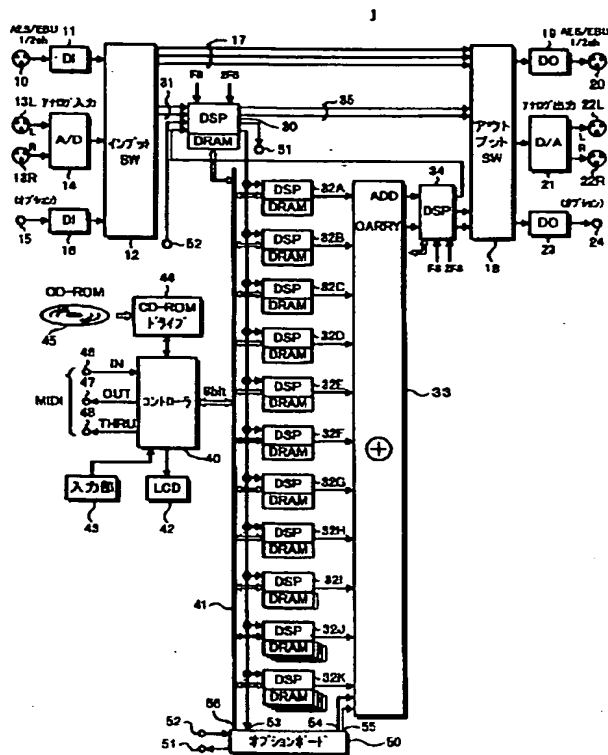 AES/EBU
1/2ch
11
DI
10
17
19
DO
AES/EBU
1/2ch
20
31
FS
2FS
35
13L
アナログ入力
L
R
13R
A/D
14
インプット
SW
12
DSP
DRAM
30
51
アウト
プット
SW
18
アナログ出力
22L
L
R
22R
D/A
21
34
DSP
FS
2FS
(オプション)
15
DI
16
52
(オプション)
DO
23
24
ADD
CARRY
33
DSP
DRAM
32A
DSP
DRAM
32B
DSP
DRAM
32C
DSP
DRAM
32D
DSP
DRAM
32E
DSP
DRAM
32F
DSP
DRAM
32G
DSP
DRAM
32H
DSP
DRAM
32I
DSP
DRAM
32J
DSP
DRAM
32K
CD-ROM
45
44
CD-ROM
ドライブ
MIDI
46
IN
47
OUT
48
THRU
コントローラ
40
8bit
入力部
43
LCD
42
41
56
52
51
53
54
55
オプションボード
50